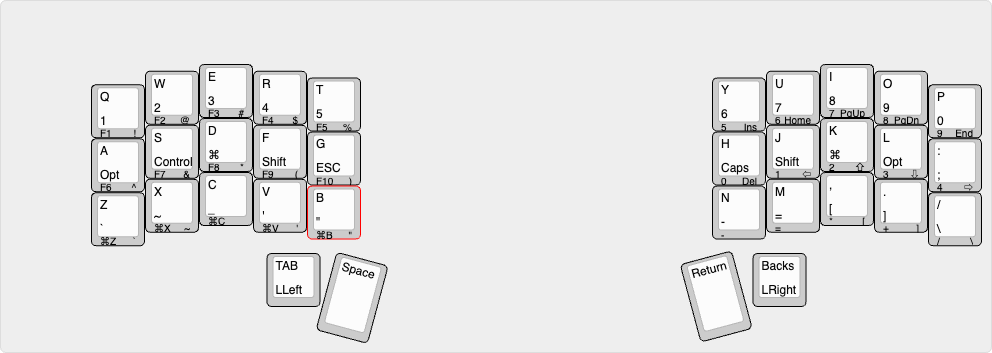 Q
1
F1 !
W
2
F2 @
E
3
F3 #
R
4
F4 $
T
5
F5 %
Y
6
5 Ins
U
7
6 Home
I
8
7 PgUp
O
9
8 PgDn
P
0
9 End
A
Opt
F6 ^
S
Control
F7 &
D
⌘
F8 *
F
Shift
F9 (
G
ESC
F10 )
H
Caps
0 Del
J
Shift
1 ⇦
K
⌘
2 ⇧
L
Opt
3 ⇩
:
;
4 ⇨
Z
`
⌘Z `
X
~
⌘X ~
C
_
⌘C
V
'
⌘V '
B
"
⌘B "
N
-
-
M
=
=
,
[
[
.
]
+ ]
/
\
/ \
TAB
LLeft
Space
Return
Backs
LRight